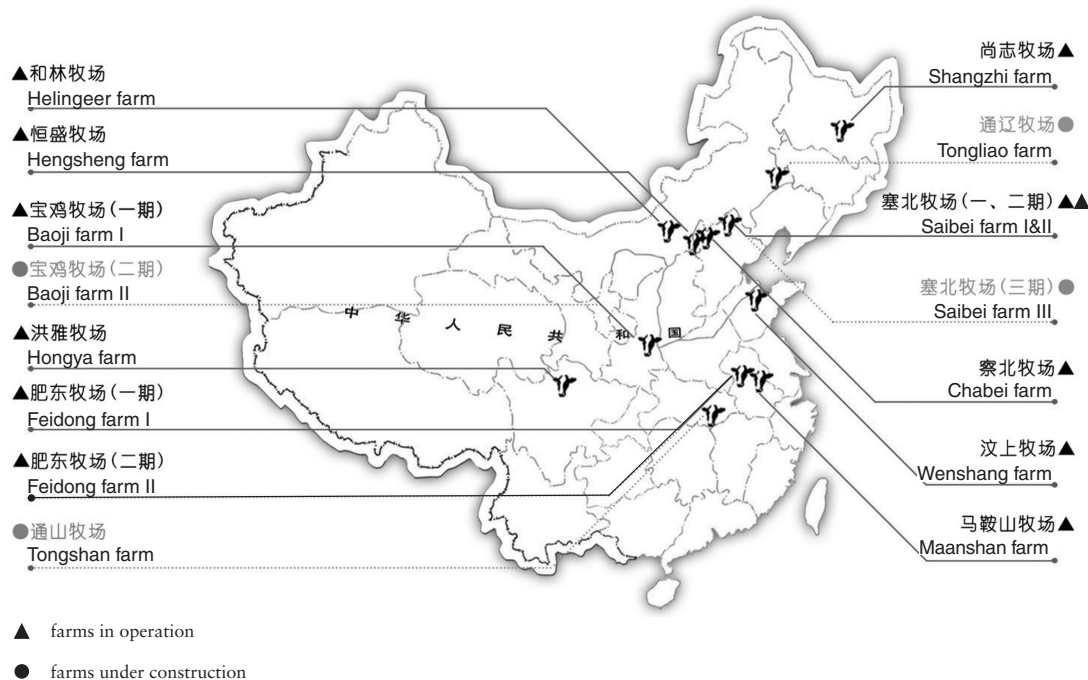 ▲和林牧场
Helingeer farm
▲恒盛牧场
Hengsheng farm
▲宝鸡牧场(一期)
Baoji farm I
●宝鸡牧场(二期)
Baoji farm II
▲洪雅牧场
Hongya farm
▲肥东牧场(一期)
Feidong farm I
▲肥东牧场(二期)
Feidong farm II
●通山牧场
Tongshan farm
中华人民共和国
尚志牧场▲
Shangzhi farm
通辽牧场●
Tongliao farm
塞北牧场(一、二期)▲▲
Saibei farm I&II
塞北牧场(三期)●
Saibei farm III
察北牧场▲
Chabei farm
汶上牧场▲
Wenshang farm
马鞍山牧场▲
Maanshan farm
▲ farms in operation
● farms under construction